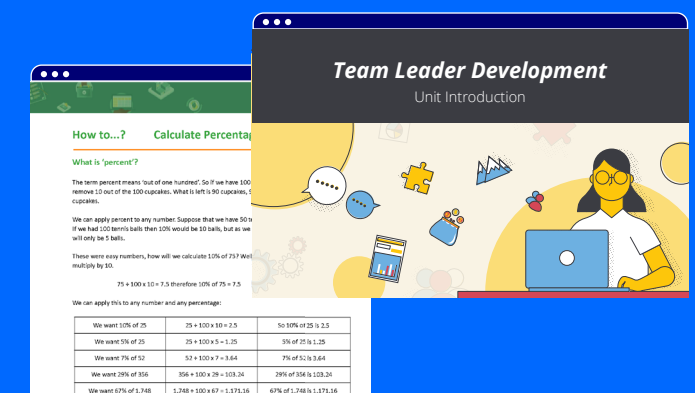 Team Leader Development
Unit Introduction
How to...? Calculate
What is 'percent'?
The term percent means 'out of one hundred'. So if we have 100
remove 10 out of the 100 cupcakes. What is left is 90 cupcakes,
cupcakes.
We can apply percent to any number. Suppose that we have 50
If we had 100 tennis balls then 10% would be 10 balls, but as we
will only be 5 balls.
These were easy numbers, how will we calculate 10% of 75?
multiply by 10.
75 ÷ 100 x 10 = 7.5 therefore 10% of 75 = 7.5
We can apply this to any number and any percentage:
We want 10% of 25 25 ÷ 100 x 10 = 2.5 So 10% of 25 is 2.5
We want 5% of 25 25 ÷ 100 x 5 = 1.25 5% of 25 is 1.25
We want 7% of 52 52 ÷ 100 x 7 = 3.64 7% of 52 is 3.64
We want 29% of 356 356 ÷ 100 x 29 = 103.24 29% of 356 is 103.24
We want 67% of 1,748 1,748 ÷ 100 x 67 = 1,171.16 67% of 1,748 is 1,171.16